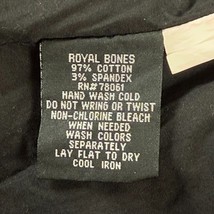 ROYAL BONES
97% COTTON
3% SPANDEX
RN#78061
HAND WASH COLD
DO NOT WRING OR TWIST
NON-CHLORINE BLEACH
WHEN NEEDED
WASH COLORS
SEPARATELY
LAY FLAT TO DRY
COOL IRON